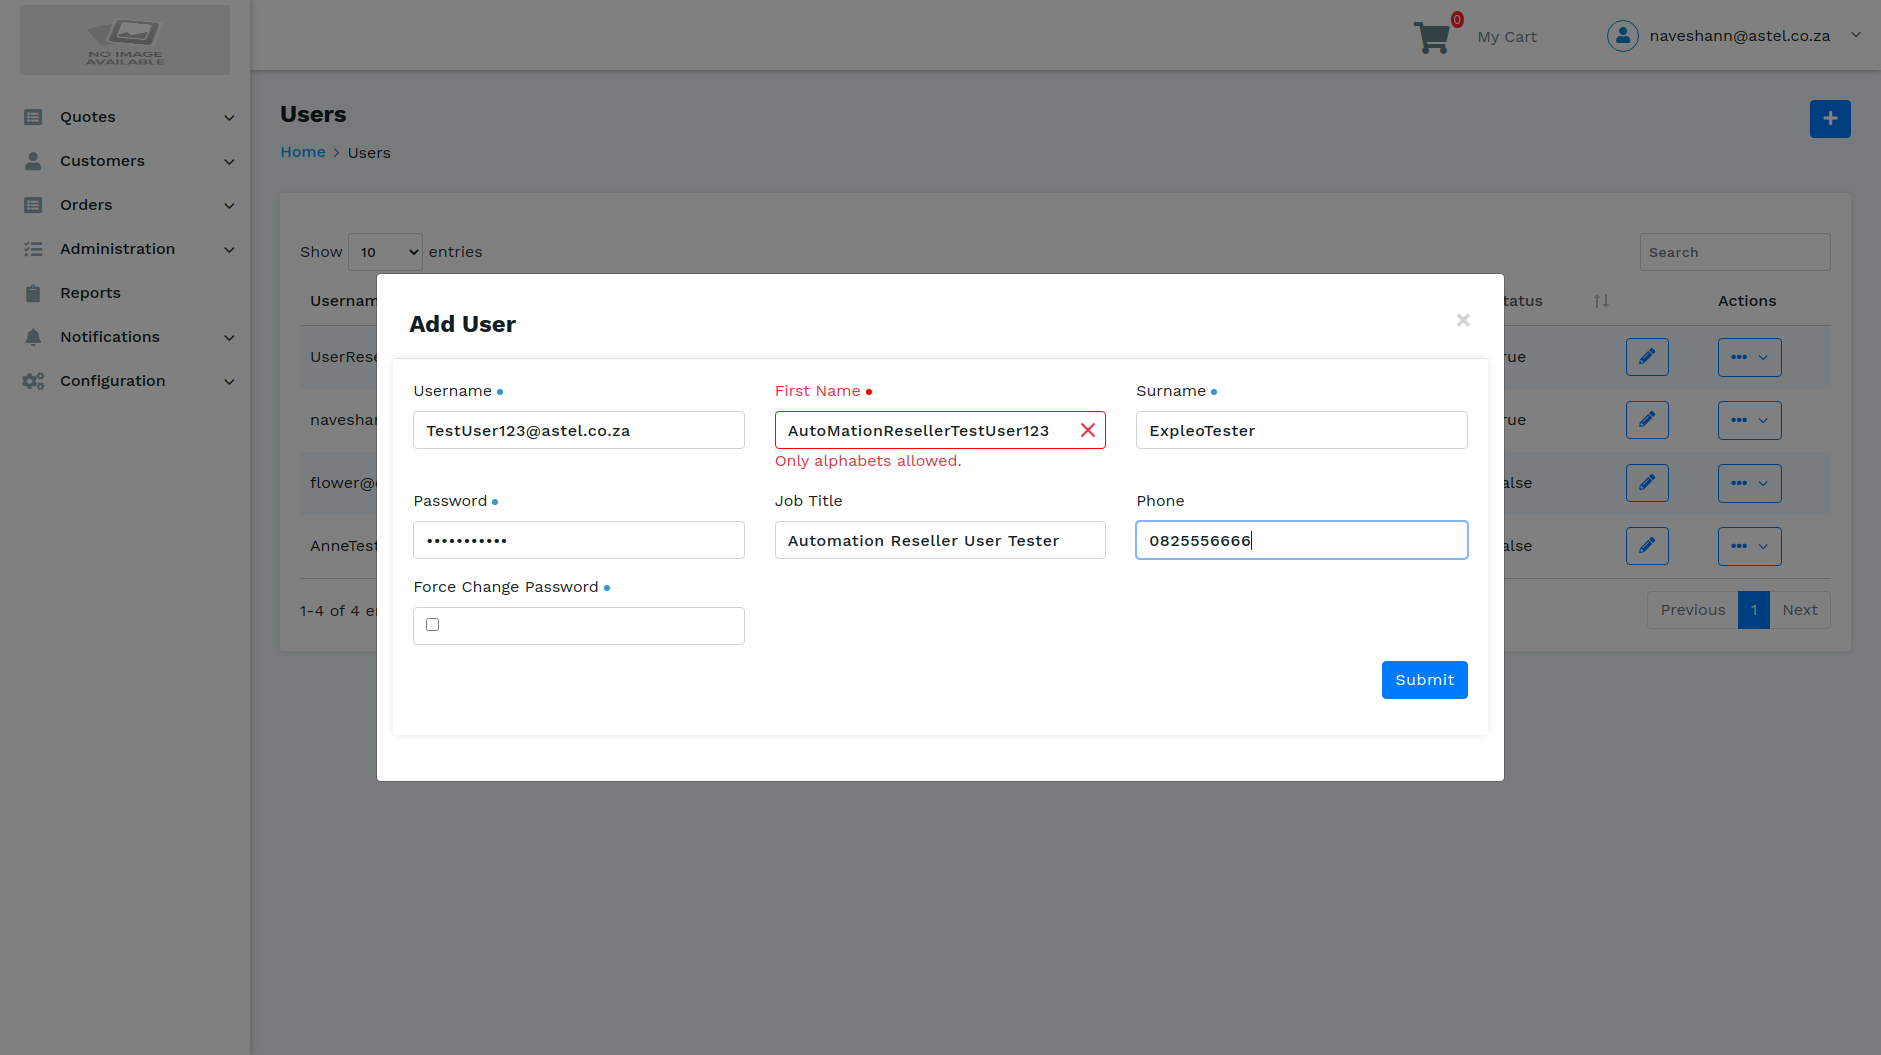 NO IMAGE
AVAILABLE
0
My Cart
naveshann@astel.co.za
Quotes
Customers
Orders
Administration
Reports
Notifications
Configuration
Users
Home > Users
Show 10 entries
Search
Usernam
tatus
Actions
UserRese
rue
naveshar
rue
flower@
alse
AnneTest
alse
1-4 of 4 e
Previous 1 Next
Add User
×
Username
First Name
Surname
TestUser123@astel.co.za
AutoMationResellerTestUser123
ExpleoTester
Only alphabets allowed.
Password
Job Title
Phone
•••••••••••
Automation Reseller User Tester
0825556666
Force Change Password
Submit